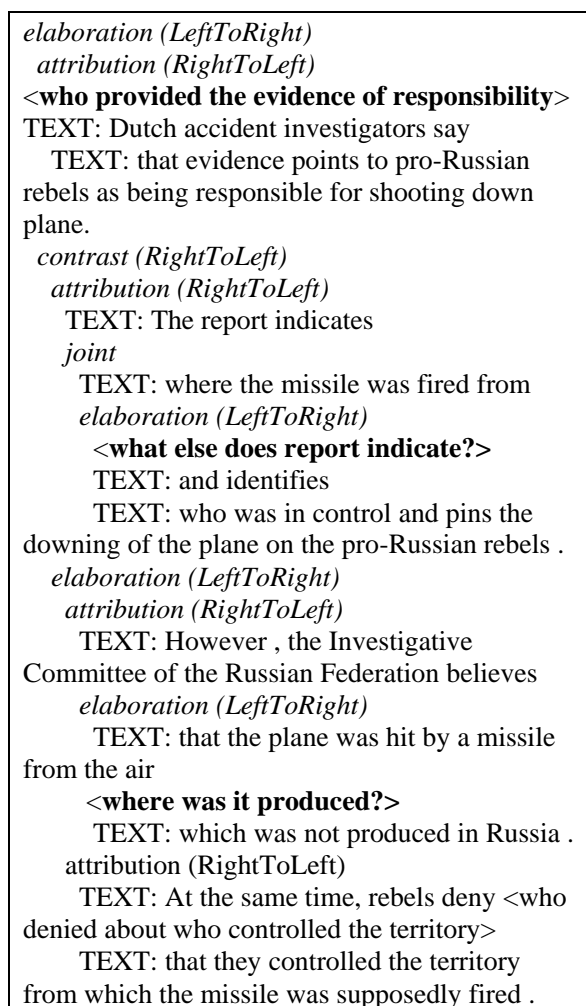 elaboration (LeftToRight)
attribution (RightToLeft)
<who provided the evidence of responsibility>
TEXT: Dutch accident investigators say
TEXT: that evidence points to pro-Russian
rebels as being responsible for shooting down
plane.
contrast (RightToLeft)
attribution (RightToLeft)
TEXT: The report indicates
joint
TEXT: where the missile was fired from
elaboration (LeftToRight)
<what else does report indicate?>
TEXT: and identifies
TEXT: who was in control and pins the
downing of the plane on the pro-Russian rebels .
elaboration (LeftToRight)
attribution (RightToLeft)
TEXT: However , the Investigative
Committee of the Russian Federation believes
elaboration (LeftToRight)
TEXT: that the plane was hit by a missile
from the air
<where was it produced?>
TEXT: which was not produced in Russia .
attribution (RightToLeft)
TEXT: At the same time, rebels deny <who
denied about who controlled the territory>
TEXT: that they controlled the territory
from which the missile was supposedly fired .